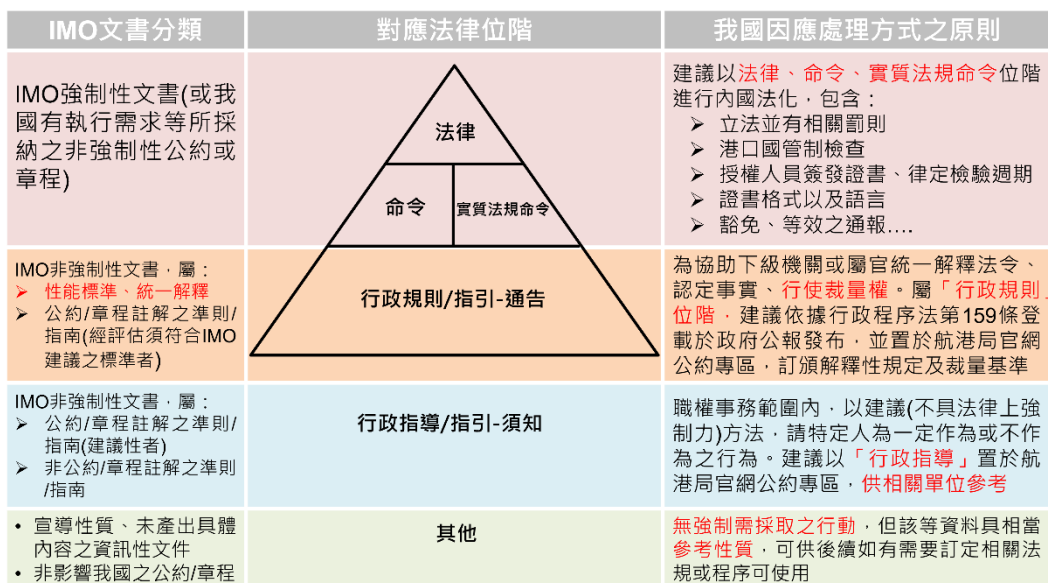 IMO文書分類
對應法律位階
我國因應處理方式之原則
IMO強制性文書(或我
國有執行需求等所採
納之非強制性公約或
章程)
法律
命令
實質法規命令
建議以法律、命令、實質法規命令位階
進行內國法化，包含：
➢ 立法並有相關罰則
➢ 港口國管制檢查
➢ 授權人員簽發證書、律定檢驗週期
➢ 證書格式以及語言
➢ 豁免、等效之通報....
IMO非強制性文書，屬：
➢ 性能標準、統一解釋
➢ 公約/章程註解之準則/
指南(經評估須符合IMO
建議之標準者)
行政規則/指引-通告
為協助下級機關或屬官統一解釋法令、
認定事實、行使裁量權。屬「行政規則」
位階，建議依據行政程序法第159條登
載於政府公報發布，並置於航港局官網
公約專區，訂頒解釋性規定及裁量基準
IMO非強制性文書，屬：
➢ 公約/章程註解之準則/
指南(建議性者)
➢ 非公約/章程註解之準則
/指南
行政指導/指引-須知
職權事務範圍內，以建議(不具法律上強
制力)方法，請特定人為一定作為或不作
為之行為。建議以「行政指導」置於航
港局官網公約專區，供相關單位參考
• 宣導性質、未產出具體
內容之資訊性文件
• 非影響我國之公約/章程
其他
無強制需採取之行動，但該等資料具相當
參考性質，可供後續如有需要訂定相關法
規或程序可使用